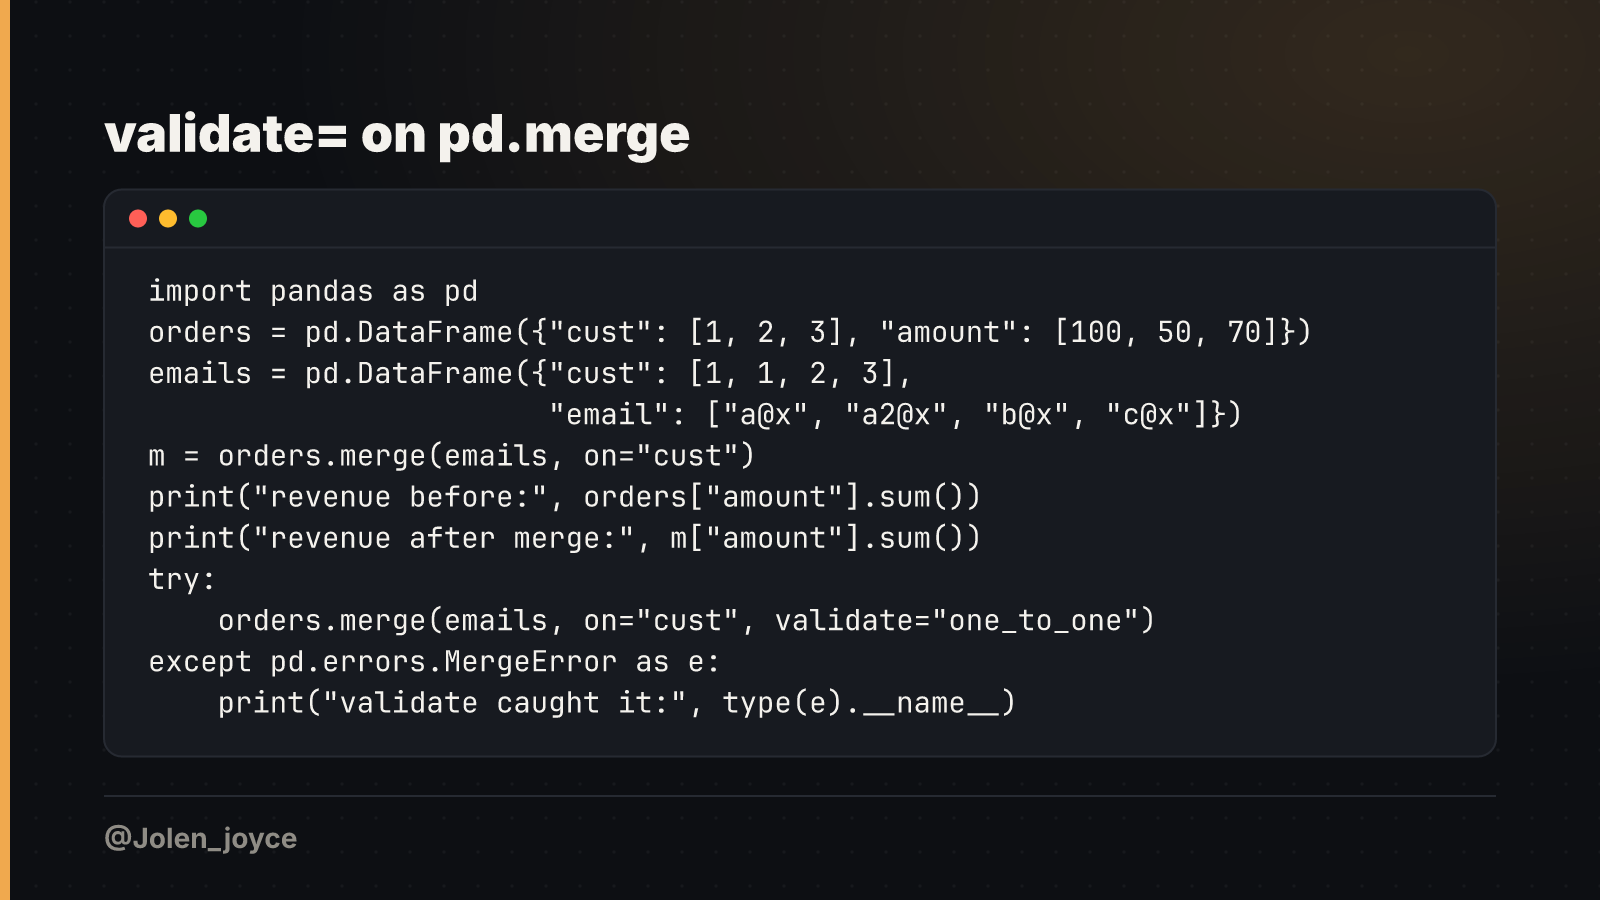 validate= on pd.merge
import pandas as pd
orders = pd.DataFrame({"cust": [1, 2, 3], "amount": [100, 50, 70]})
emails = pd.DataFrame({"cust": [1, 1, 2, 3],
                       "email": ["a@x", "a2@x", "b@x", "c@x"]})
m = orders.merge(emails, on="cust")
print("revenue before:", orders["amount"].sum())
print("revenue after merge:", m["amount"].sum())
try:
    orders.merge(emails, on="cust", validate="one_to_one")
except pd.errors.MergeError as e:
    print("validate caught it:", type(e).__name__)
@Jolen_joyce